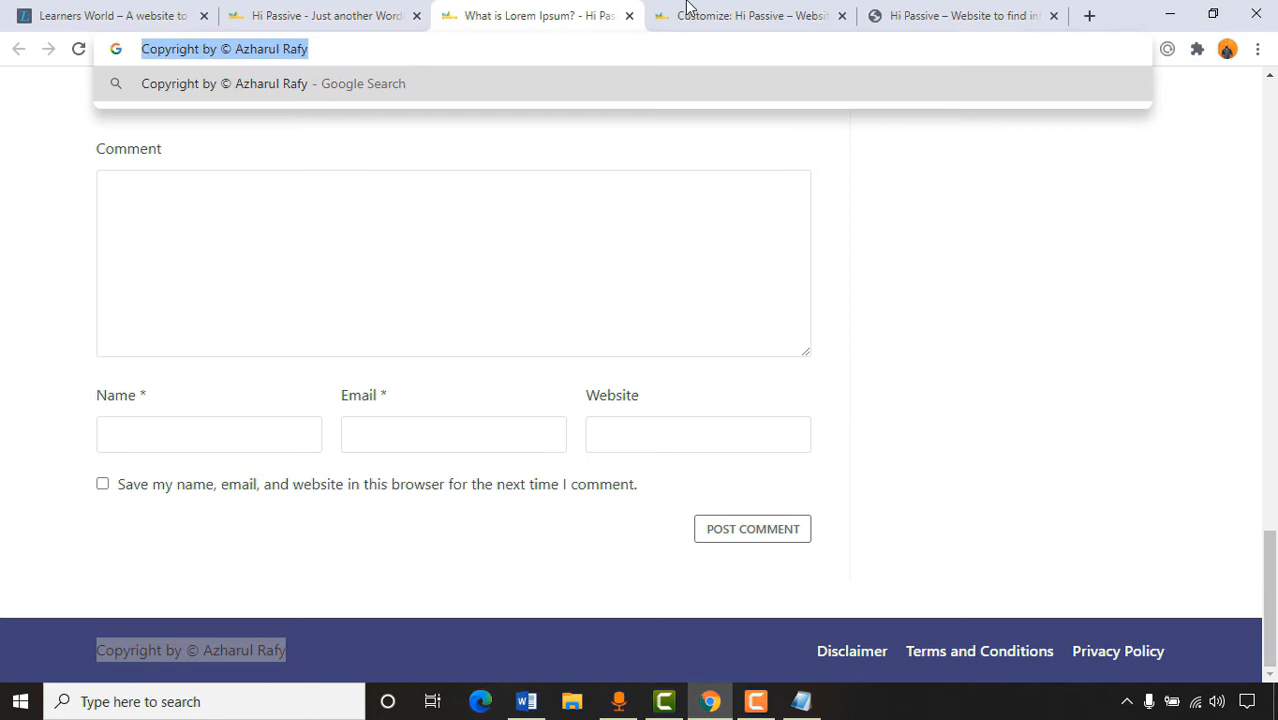 Learners World – A website to
Hi Passive - Just another Word
What is Lorem Ipsum? - Hi Pas
Customize: Hi Passive – Websit
Hi Passive – Website to find in
Copyright by © Azharul Rafy
Copyright by © Azharul Rafy - Google Search
Comment
Name * Email * Website
Save my name, email, and website in this browser for the next time I comment.
POST COMMENT
Copyright by © Azharul Rafy Disclaimer Terms and Conditions Privacy Policy
Type here to search